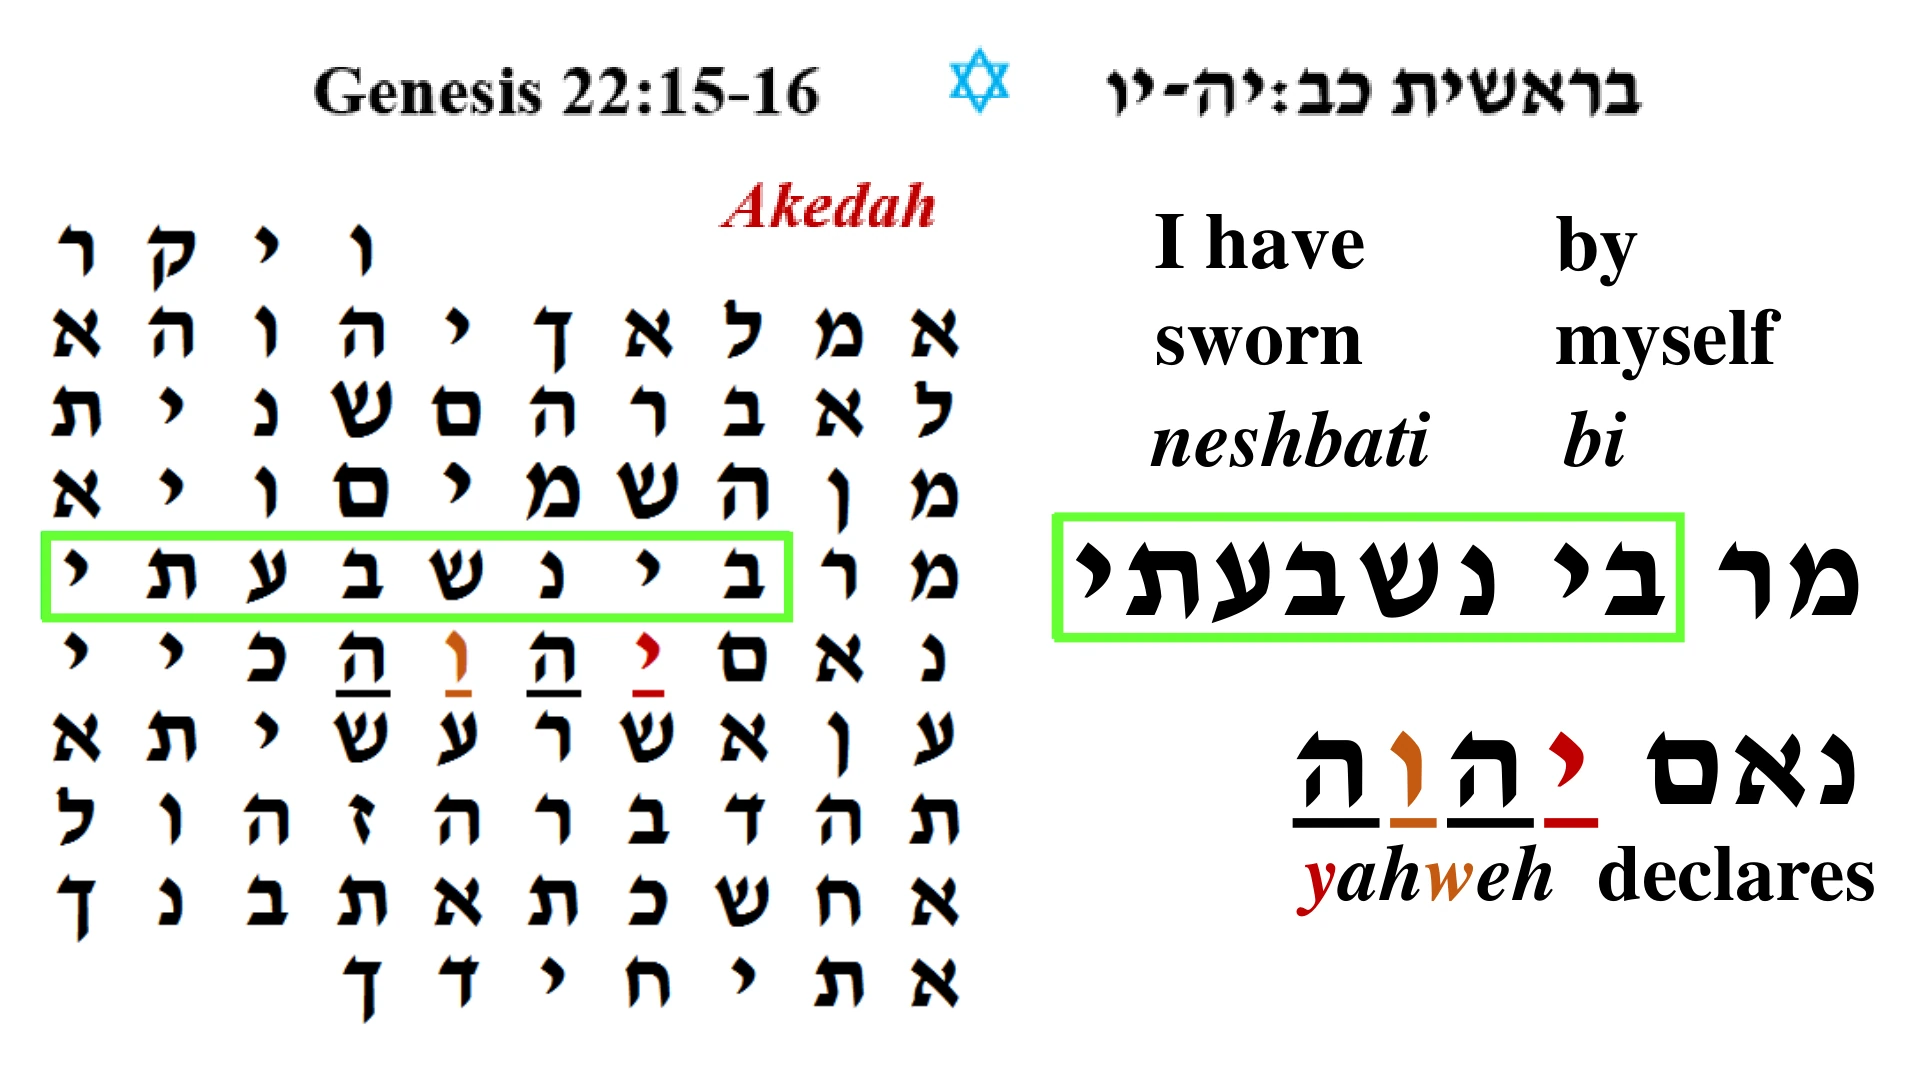 Genesis 22:15-16
בראשית כב:יה-יו
Akedah
ו י ק ר
א מ ל א ך י ה ו ה א
ל א ב ר ה ם ש נ י ת
מ ן ה ש מ י ם ו י א
מ ר ב י נ ש ב ע ת י
נ א ם י ה ו ה כ י י
ע ן א ש ר ע ש י ת א
ת ה ד ב ר ה ז ה ו ל
א ח ש כ ת א ת ב נ ך
א ת י ח י ד ך
I have by
sworn myself
neshbati bi
מר בי נשבעתי
נאם יהוה
yahweh declares